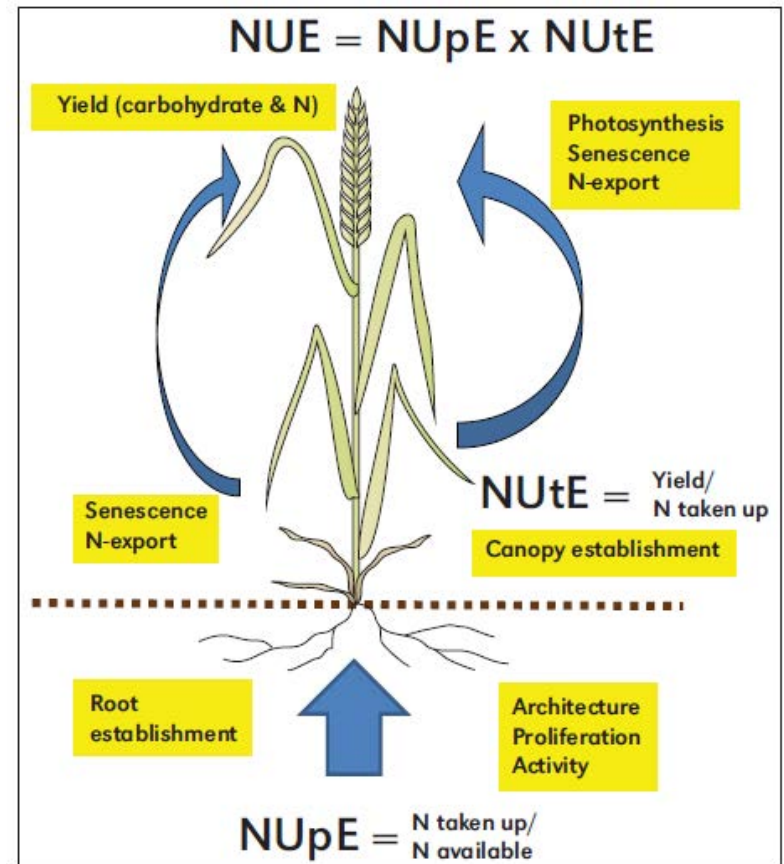 NUE = NUpE x NUtE
Yield (carbohydrate & N)
Photosynthesis
Senescence
N-export
Senescence
N-export
NUtE = Yield/
N taken up
Canopy establishment
Root
establishment
Architecture
Proliferation
Activity
NUpE = N taken up/
N available